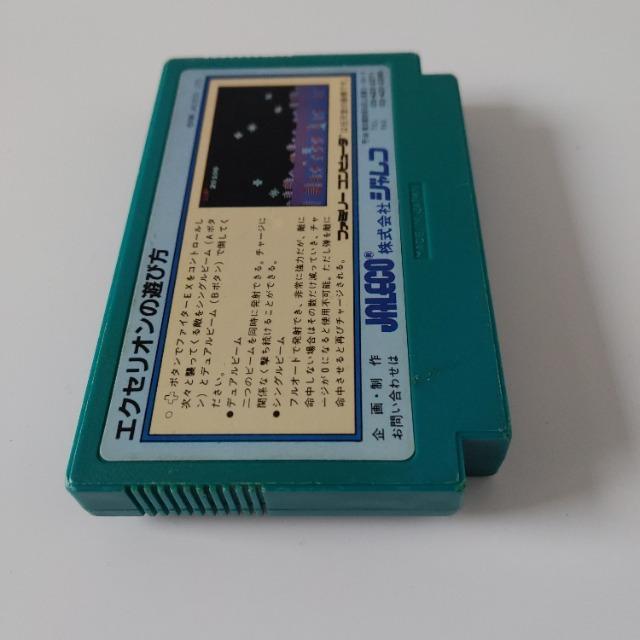 エクセリオンの遊び方
○ ボタンでファイターEXをコントロールし
次々と襲ってくる敵をシングルビーム(Aボタ
ン)とデュアルビーム(Bボタン)で倒してく
ださい。
●デュアルビーム
二つのビームを同時に発射できる。チャージに
関係なく撃ち続けることができる。
●シングルビーム
フルオートで発射でき、非常に強力だが、敵に
命中しない場合はその数だけ減っていき、チャ
ージが0になると使用不可能。ただし弾を敵に
命中させると再びチャージされる。
ファミリーコンピュータ
企画・制作
お問い合わせは
JALECO®
株式会社ジャレコ
TEL
FAX
MADE IN JAPAN